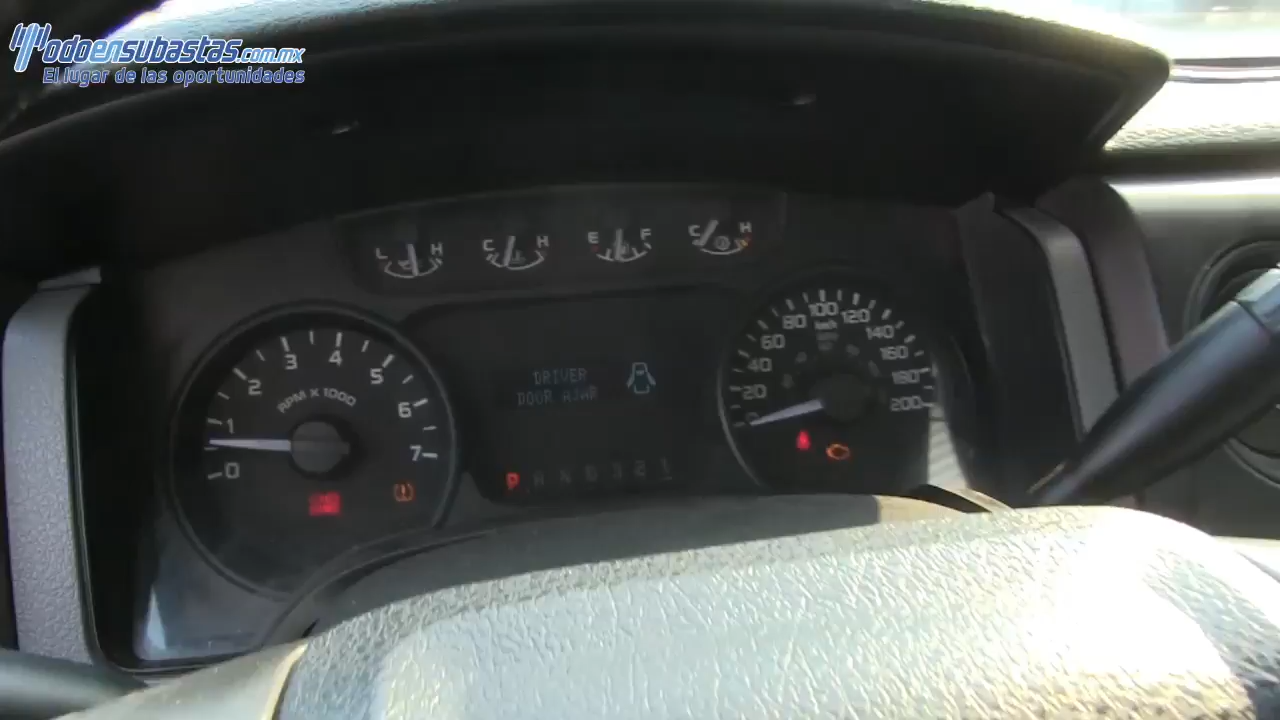 Todoensubastas.com.mx
El lugar de las oportunidades
L H C H E F C H
1 2 3 4 5 6 7 0
RPM X 1000
DRIVER
DOOR AJAR
P R N D 3 2 1
0 20 40 60 80 100 120 140 160 180 200
km/h